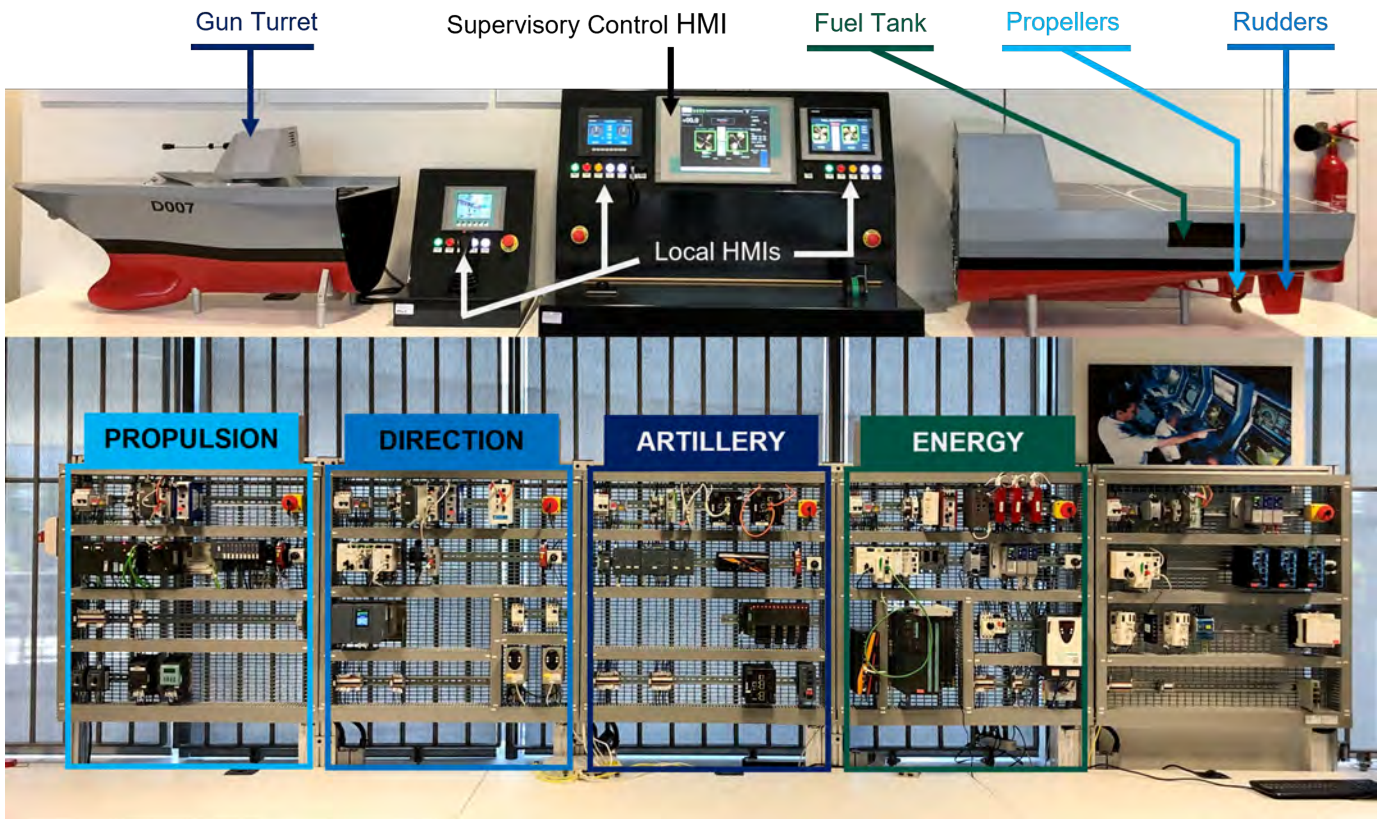 Gun Turret
Supervisory Control HMI
Fuel Tank
Propellers
Rudders
D007
Local HMIs
PROPULSION
DIRECTION
ARTILLERY
ENERGY